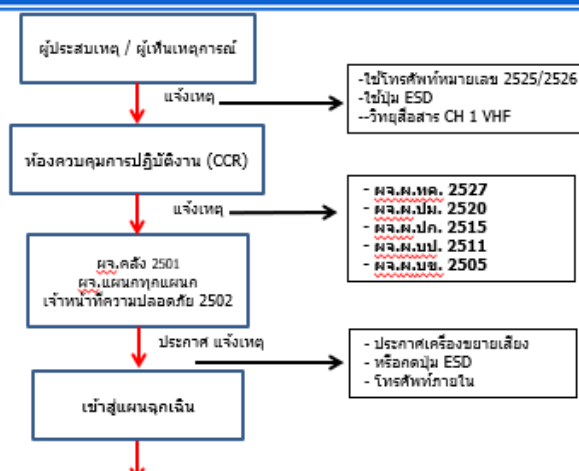 ผู้ประสบเหตุ / ผู้เห็นเหตุการณ์
แจ้งเหตุ
-ใช้โทรศัพท์หมายเลข 2525/2526
-ใช้ปุ่ม ESD
--วิทยุสื่อสาร CH 1 VHF
ห้องควบคุมการปฏิบัติงาน (CCR)
แจ้งเหตุ
- ผจ.ผ.ทค. 2527
- ผจ.ผ.ปม. 2520
- ผจ.ผ.ปค. 2515
- ผจ.ผ.บป. 2511
- ผจ.ผ.บช. 2505
ผจ.คลัง 2501
ผจ.แผนกทุกแผนก
เจ้าหน้าที่ความปลอดภัย 2502
ประกาศ แจ้งเหตุ
- ประกาศเครื่องขยายเสียง
- หรือกดปุ่ม ESD
- โทรศัพท์ภายใน
เข้าสู่แผนฉุกเฉิน